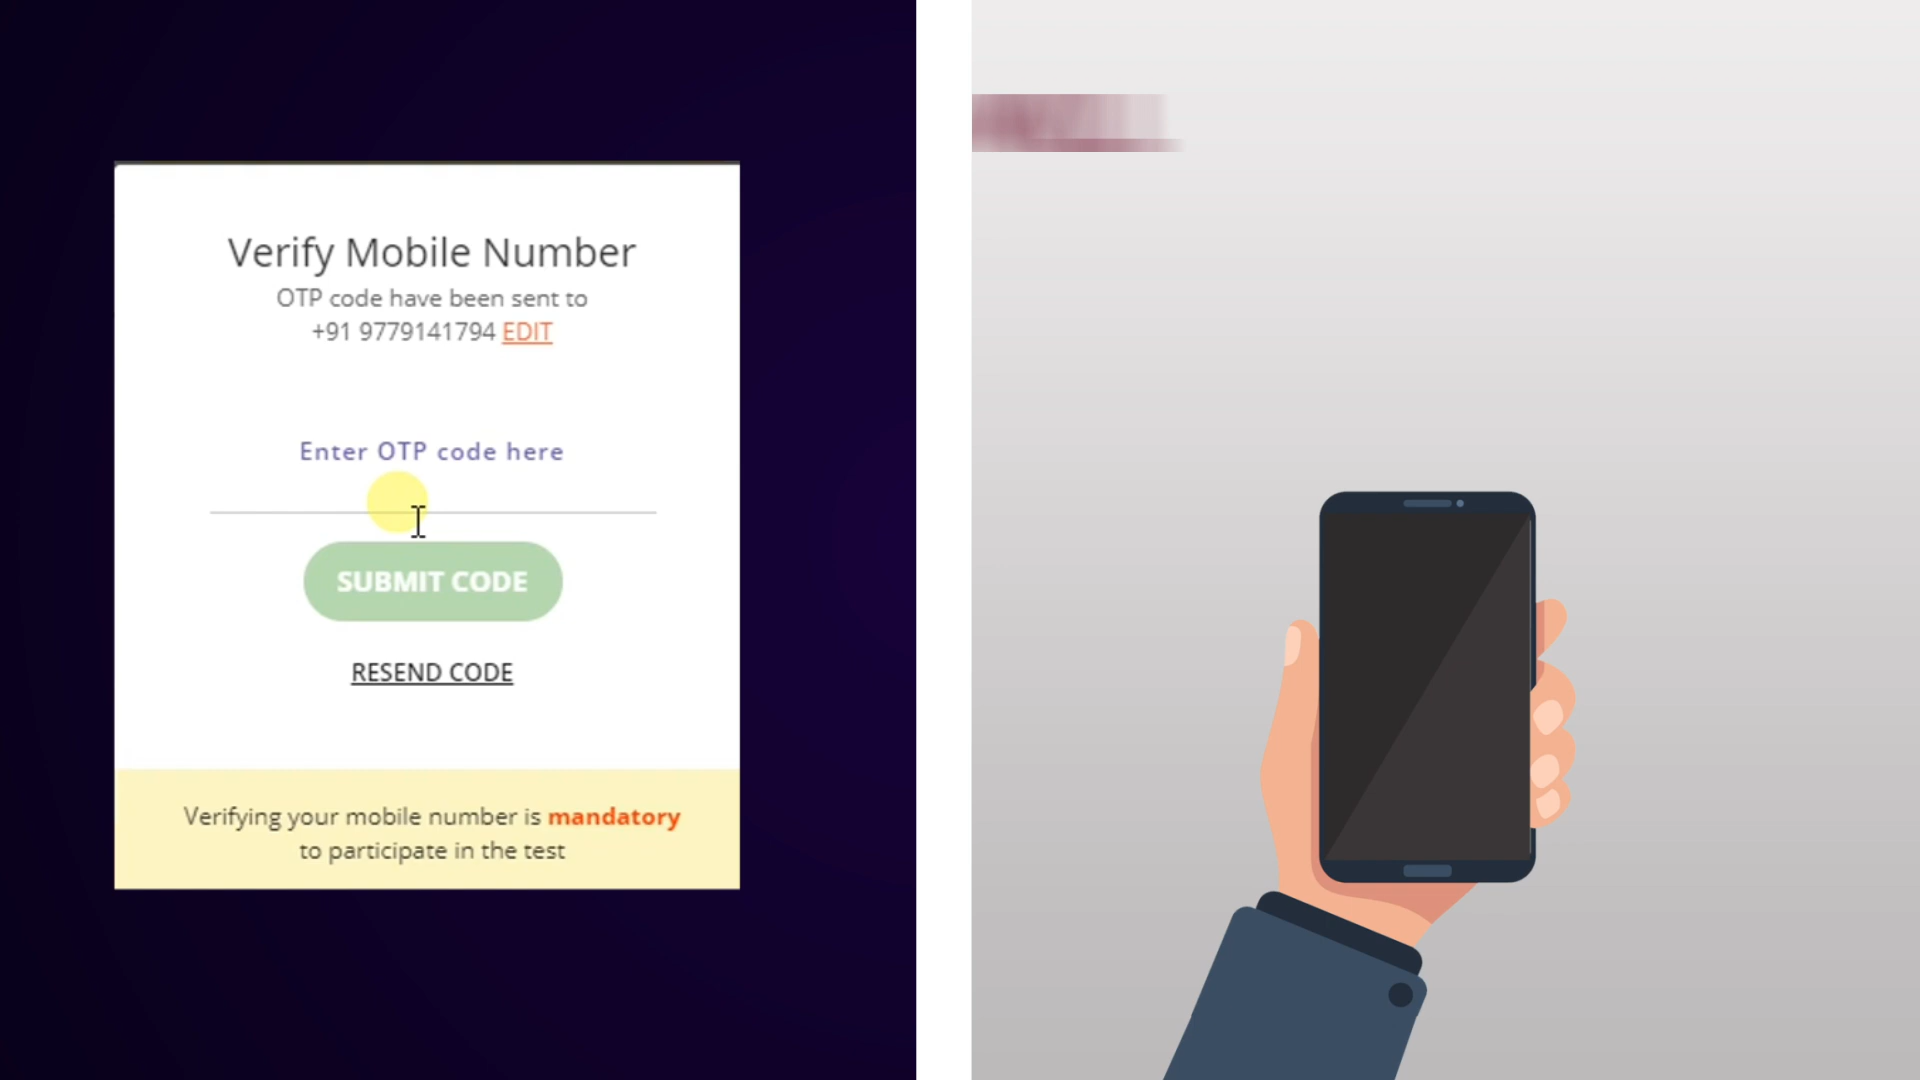 Verify Mobile Number
OTP code have been sent to
+91 9779141794 EDIT
Enter OTP code here
SUBMIT CODE
RESEND CODE
Verifying your mobile number is mandatory
to participate in the test